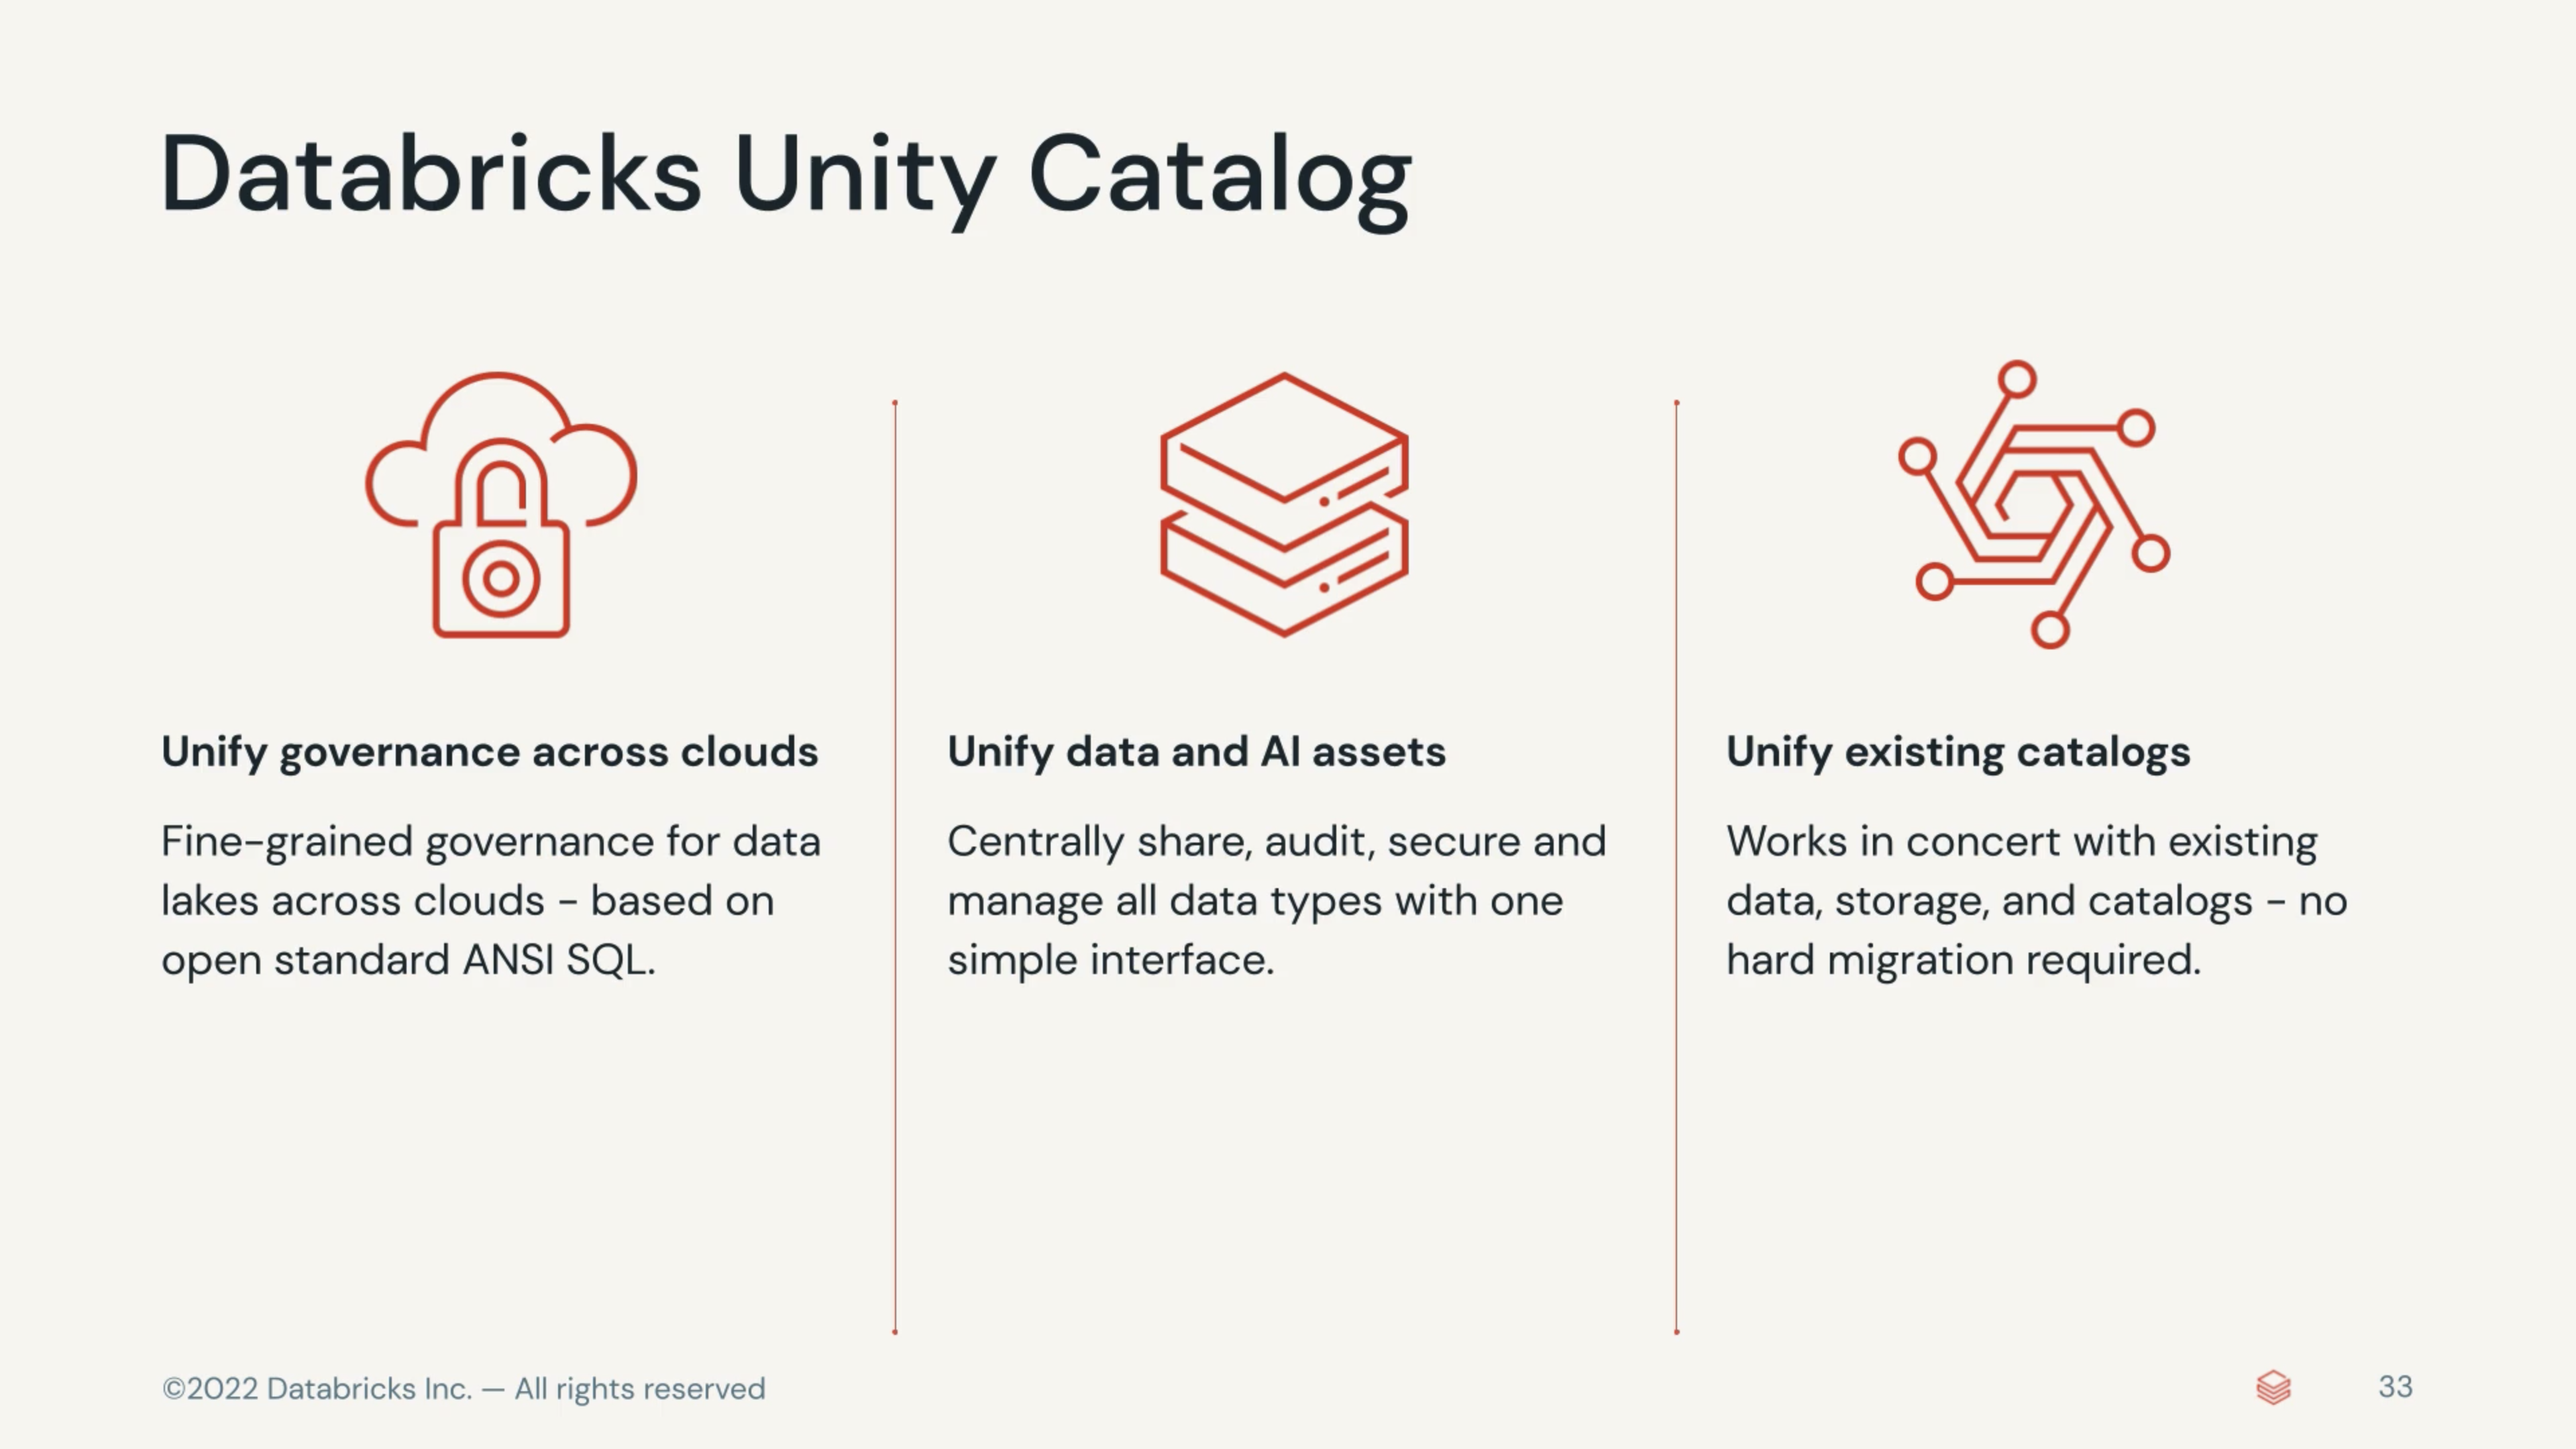 Databricks Unity Catalog
Unify governance across clouds
Fine-grained governance for data
lakes across clouds - based on
open standard ANSI SQL.
Unify data and AI assets
Centrally share, audit, secure and
manage all data types with one
simple interface.
Unify existing catalogs
Works in concert with existing
data, storage, and catalogs - no
hard migration required.
©2022 Databricks Inc. — All rights reserved
33